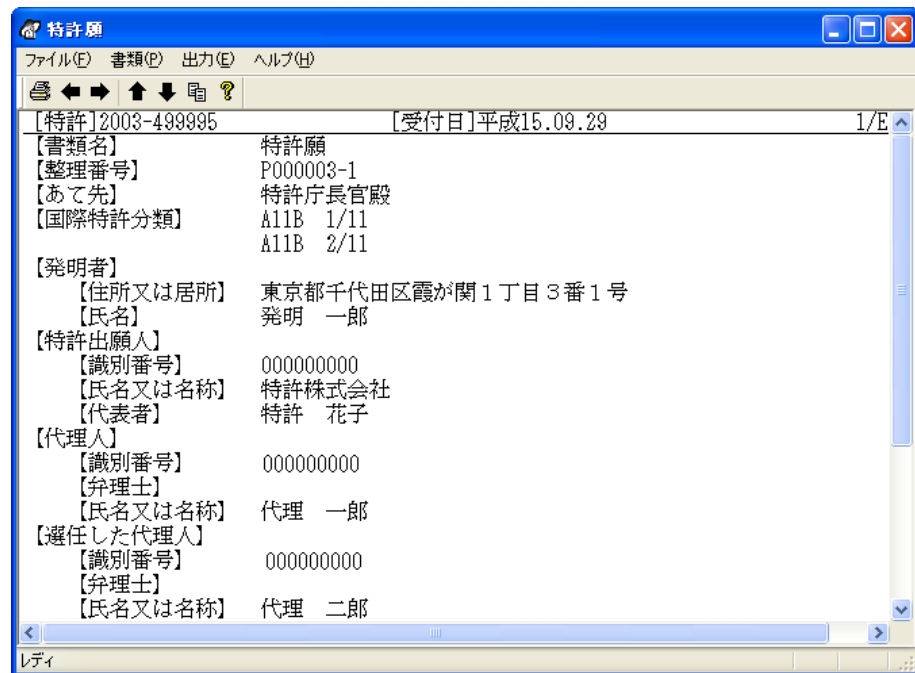 特許願
ファイル(F) 書類(P) 出力(E) ヘルプ(H)
[特許]2003-499995 [受付日]平成15.09.29 1/E
【書類名】 特許願
【整理番号】 P000003-1
【あて先】 特許庁長官殿
【国際特許分類】 A11B 1/11
A11B 2/11
【発明者】
【住所又は居所】 東京都千代田区霞が関1丁目3番1号
【氏名】 発明 一郎
【特許出願人】
【識別番号】 000000000
【氏名又は名称】 特許株式会社
【代表者】 特許 花子
【代理人】
【識別番号】 000000000
【弁理士】
【氏名又は名称】 代理 一郎
【選任した代理人】
【識別番号】 000000000
【弁理士】
【氏名又は名称】 代理 二郎
レディ